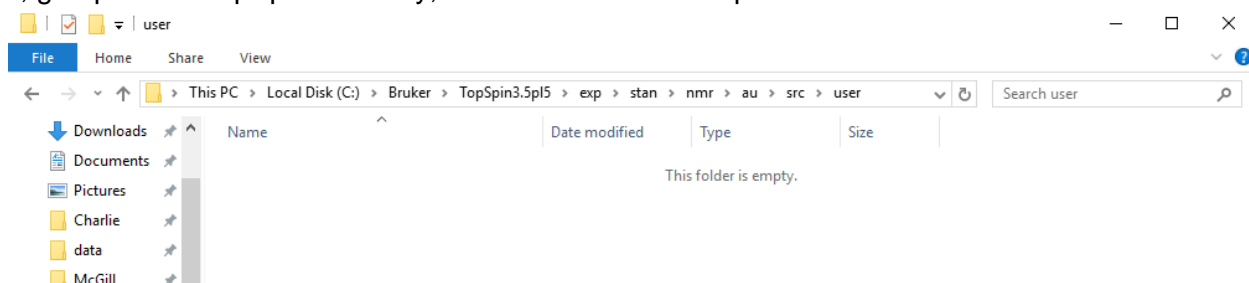 user
File Home Share View
This PC > Local Disk (C:) > Bruker > TopSpin3.5pl5 > exp > stan > nmr > au > src > user Search user
Downloads Name Date modified Type Size
Documents
This folder is empty.
Pictures
Charlie
data
McGill